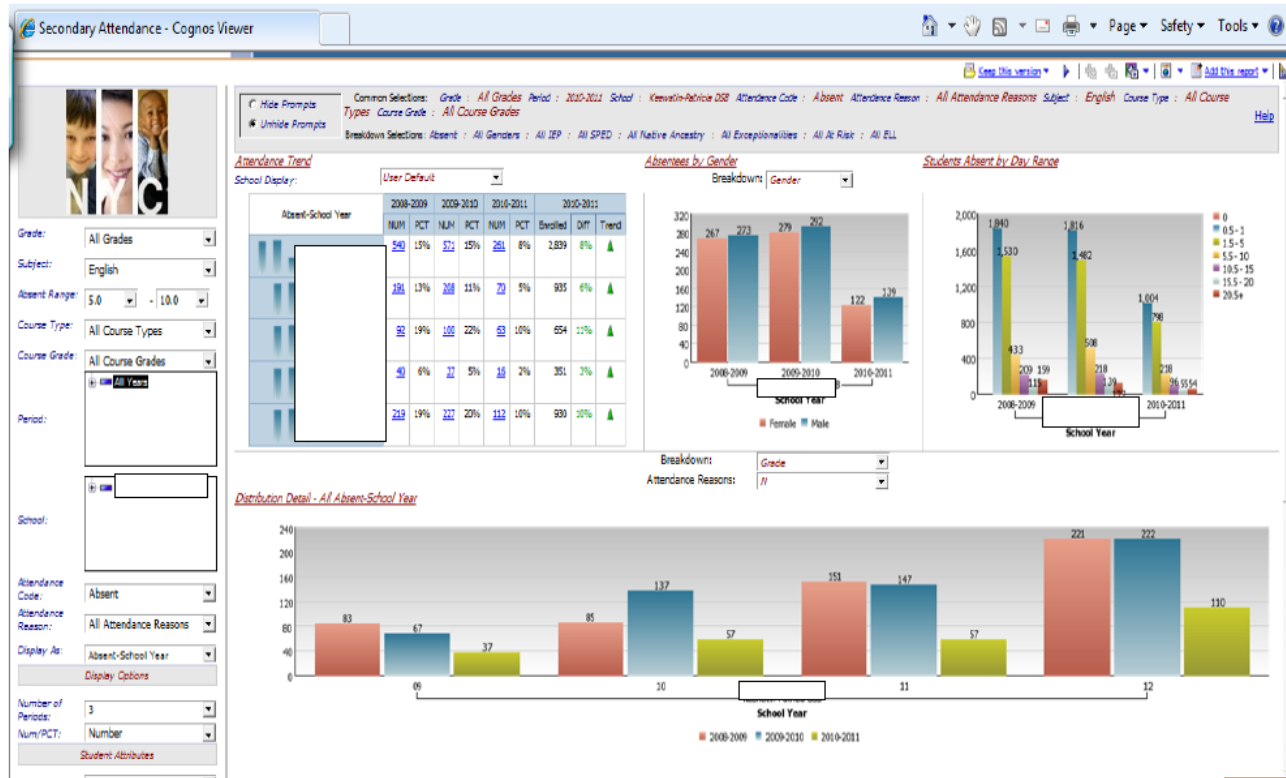 Secondary Attendance - Cognos Viewer
Page Safety Tools
Keep this version Add this report
NYC
Hide Prompts
Unhide Prompts
Common Selections: Grade : All Grades Period : 2010-2011 School : Keewatin-Patricia DSB Attendance Code : Absent Attendance Reason : All Attendance Reasons Subject : English Course Type : All Course
Types Course Grade : All Course Grades
Breakdown Selections: Absent : All Genders : All IEP : All SPED : All Native Ancestry : All Exceptionalities : All At Risk : All ELL
Help
Grade: All Grades
Subject: English
Absent Range: 5.0 - 10.0
Course Type: All Course Types
Course Grade: All Course Grades
Period: All Years
School:
Attendance Code: Absent
Attendance Reason: All Attendance Reasons
Display As: Absent-School Year
Display Options
Number of Periods: 3
Num/PCT: Number
Student Attributes
Attendance Trend
School Display: User Default
Absent-School Year 2008-2009 2009-2010 2010-2011 2010-2011
NUM PCT NUM PCT NUM PCT Enrolled Diff Trend
540 15% 571 15% 261 8% 2,839 8%
191 13% 208 11% 70 5% 935 6%
92 19% 100 22% 63 10% 654 11%
40 6% 37 5% 16 2% 351 3%
219 19% 227 20% 112 10% 930 10%
Absentees by Gender
Breakdown: Gender
320
280
240
200
160
120
80
40
0
267 273 279 292 122 139
2008-2009 2009-2010 2010-2011
School Year
Female Male
Students Absent by Day Range
2,000
1,600
1,200
800
400
0
1,840 1,530 433 209 115 159
1,816 1,482 508 218 139
1,004 798 218 96 55 54
2008-2009 2010-2011
School Year
0
0.5 - 1
1.5 - 5
5.5 - 10
10.5 - 15
15.5 - 20
20.5+
Breakdown: Grade
Attendance Reasons: //
Distribution Detail - All Absent-School Year
240
200
160
120
80
40
0
83 67 37 85 137 57 151 147 57 221 222 110
09 10 11 12
School Year
2008-2009 2009-2010 2010-2011